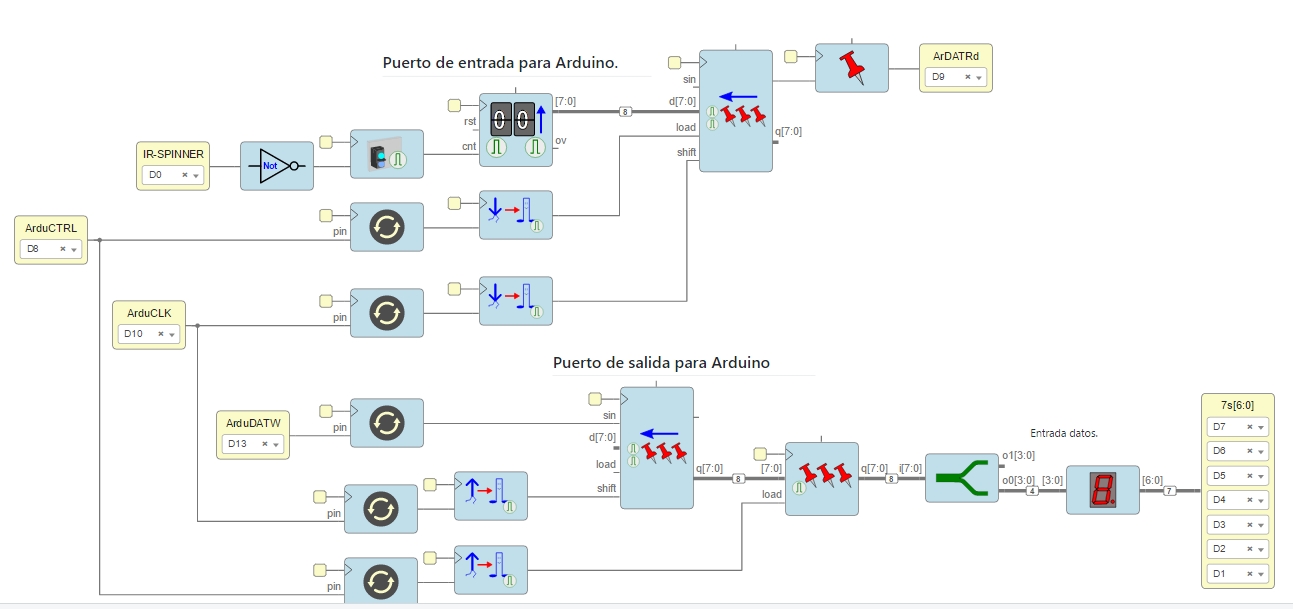 Puerto de entrada para Arduino.
ArDATRd
D9
sin
d[7:0]
load
shift
q[7:0]
[7:0]
8
rst
cnt
ov
0 0
IR-SPINNER
D0
Not
ArduCTRL
D8
pin
ArduCLK
D10
pin
Puerto de salida para Arduino
ArduDATW
D13
pin
sin
d[7:0]
load
shift
q[7:0]
8
[7:0]
load
q[7:0]
8
i[7:0]
Entrada datos.
o1[3:0]
o0[3:0]
4
[3:0]
8.
[6:0]
7
7s[6:0]
D7
D6
D5
D4
D3
D2
D1
pin
pin